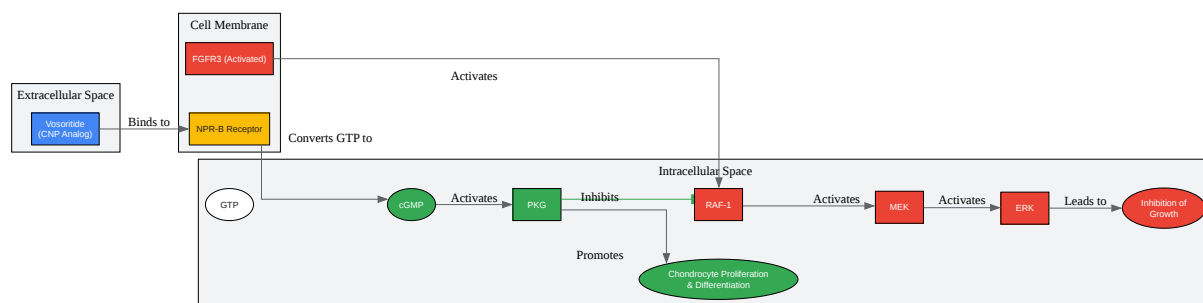 Cell Membrane
FGFR3 (Activated)
Activates
Extracellular Space
Vosoritide
(CNP Analog)
Binds to
NPR-B Receptor
Converts GTP to
Intracellular Space
GTP
cGMP
Activates
PKG
Inhibits
RAF-1
Activates
MEK
Activates
ERK
Leads to
Inhibition of
Growth
Promotes
Chondrocyte Proliferation
& Differentiation